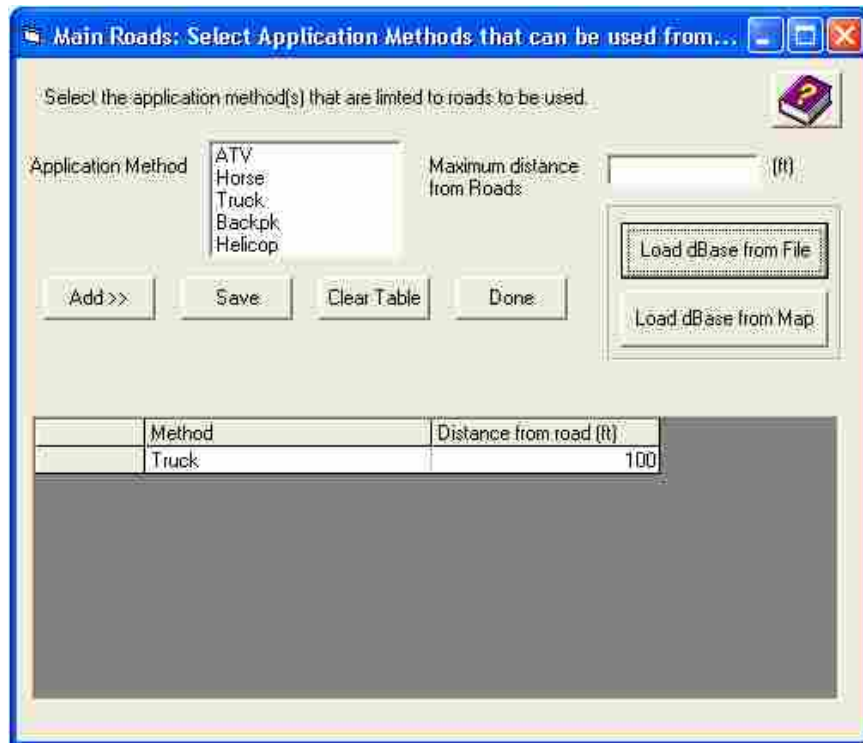 Main Roads: Select Application Methods that can be used from...
Select the application method(s) that are limted to roads to be used.
?
Application Method
ATV
Horse
Truck
Backpk
Helicop
Maximum distance
from Roads
(ft)
Load dBase from File
Load dBase from Map
Add >>
Save
Clear Table
Done
Method
Distance from road (ft)
Truck
100